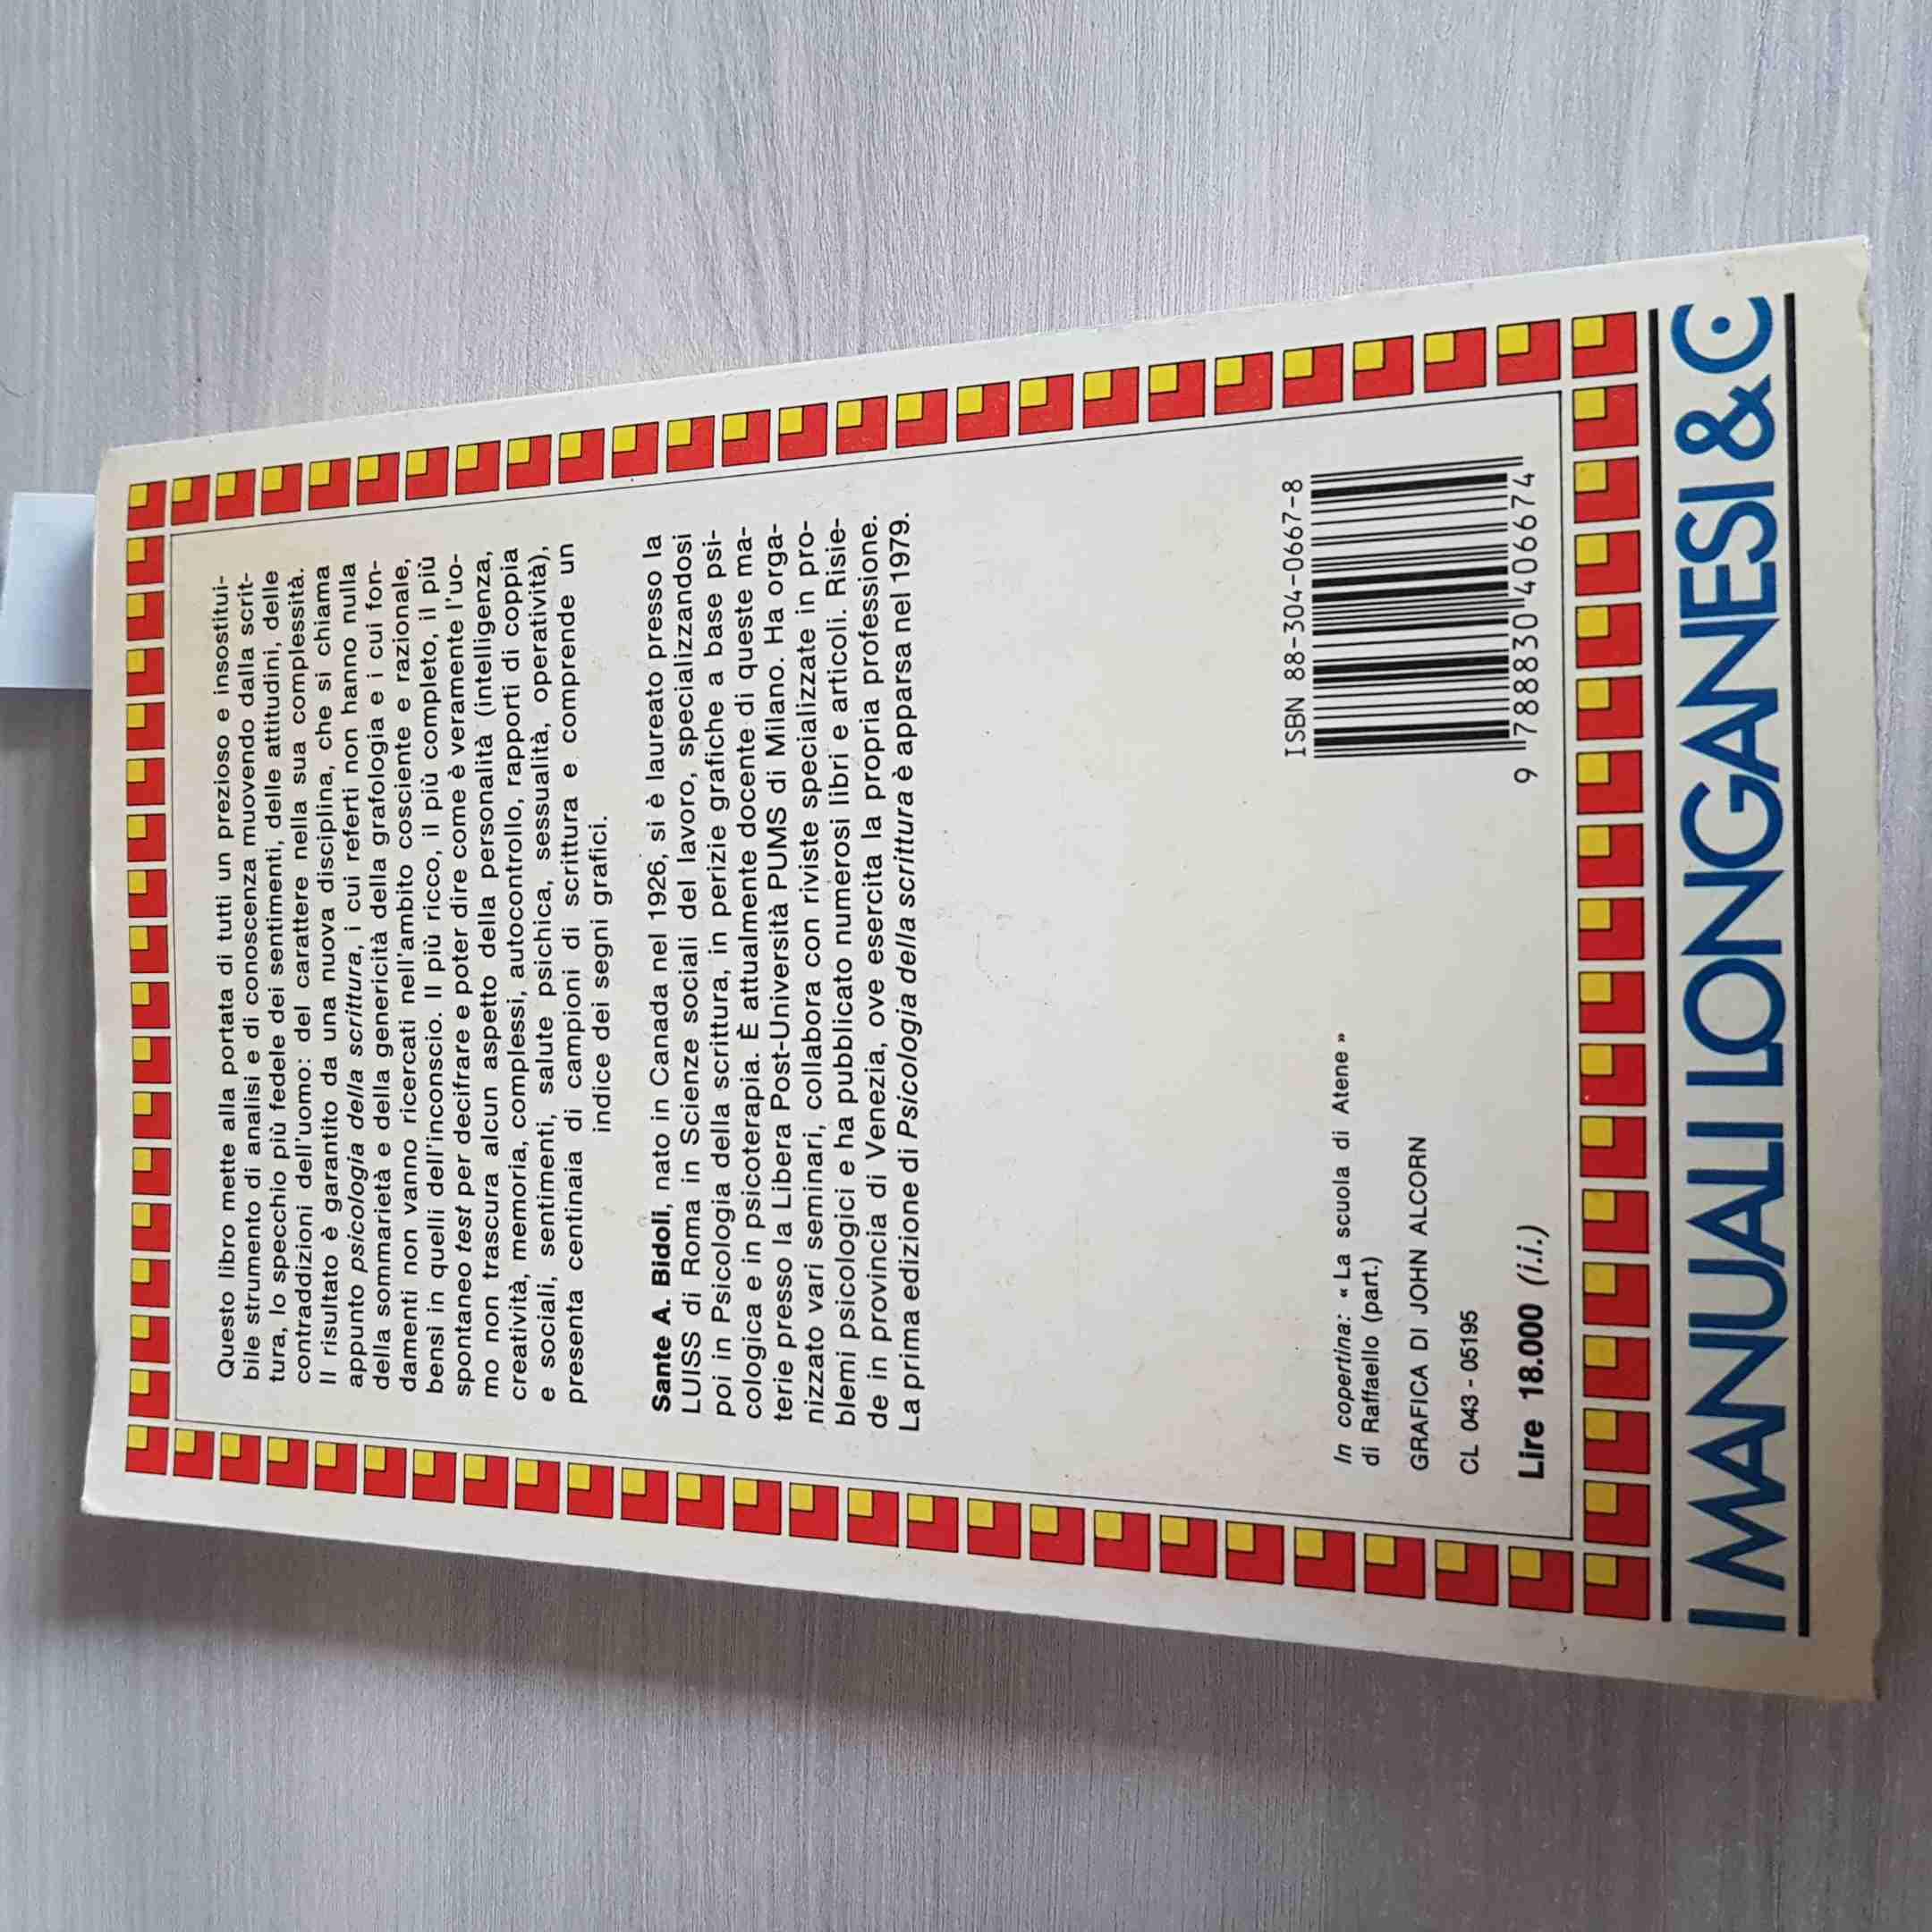 Questo libro mette alla portata di tutti un prezioso e insostitui-
bile strumento di analisi e di conoscenza muovendo dalla scrit-
tura, lo specchio più fedele dei sentimenti, delle attitudini, delle
contraddizioni dell'uomo: del carattere nella sua complessità.
Il risultato è garantito da una nuova disciplina, che si chiama
appunto psicologia della scrittura, i cui referti non hanno nulla
della sommarietà e della genericità della grafologia e i cui fon-
damenti non vanno ricercati nell'ambito cosciente e razionale,
bensì in quelli dell'inconscio. Il più ricco, il più completo, il più
spontaneo test per decifrare e poter dire come è veramente l'uo-
mo non trascura alcun aspetto della personalità (intelligenza,
creatività, memoria, complessi, autocontrollo, rapporti di coppia
e sociali, sentimenti, salute psichica, sessualità, operatività),
presenta centinaia di campioni di scrittura e comprende un
indice dei segni grafici.
Sante A. Bidoli, nato in Canada nel 1926, si è laureato presso la
LUISS di Roma in Scienze sociali del lavoro, specializzandosi
poi in Psicologia della scrittura, in perizie grafiche a base psi-
cologica e in psicoterapia. È attualmente docente di queste ma-
terie presso la Libera Post-Università PUMS di Milano. Ha orga-
nizzato vari seminari, collabora con riviste specializzate in pro-
blemi psicologici e ha pubblicato numerosi libri e articoli. Risie-
de in provincia di Venezia, ove esercita la propria professione.
La prima edizione di Psicologia della scrittura è apparsa nel 1979.
ISBN 88-304-0667-8
9 788830 406674
In copertina: « La scuola di Atene »
di Raffaello (part.)
GRAFICA DI JOHN ALCORN
CL 043 - 05195
Lire 18.000 (i.i.)
I MANUALI LONGANESI & C